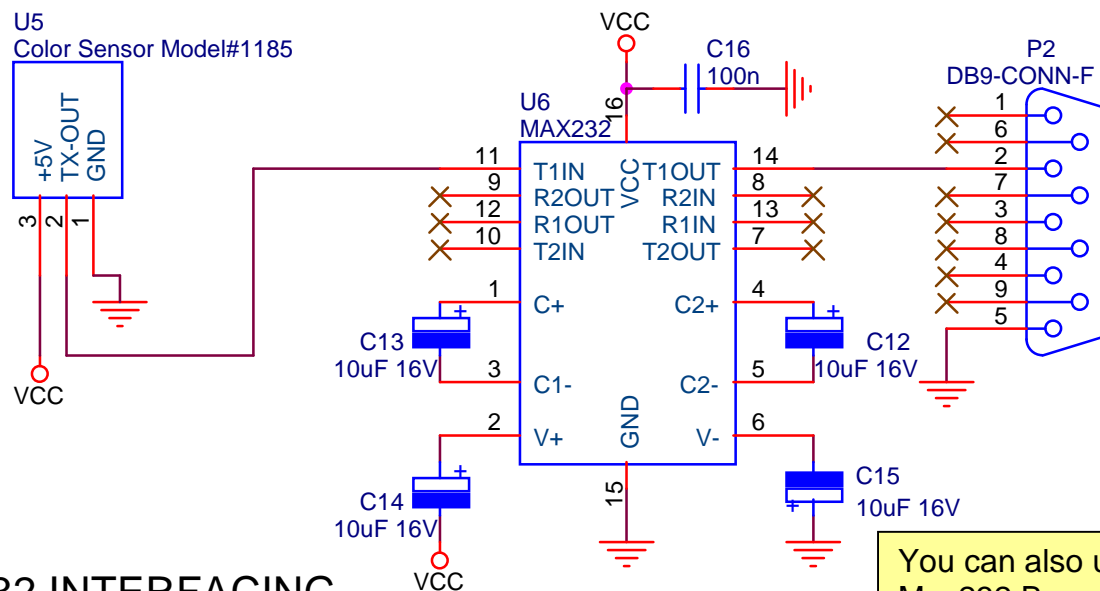 U5
Color Sensor Model#1185
+5V
TX-OUT
GND
3
2
1
VCC
VCC
C16
100n
U6
MAX232
16
11
T1IN
9
R2OUT
12
R1OUT
10
T2IN
1
C+
3
C1-
2
V+
VCC
GND
15
T1OUT
14
R2IN
8
R1IN
13
T2OUT
7
C2+
4
C2-
5
V-
6
+
C13
10uF 16V
+
C14
10uF 16V
VCC
+
C12
10uF 16V
+
C15
10uF 16V
P2
DB9-CONN-F
1
6
2
7
3
8
4
9
5
You can also u